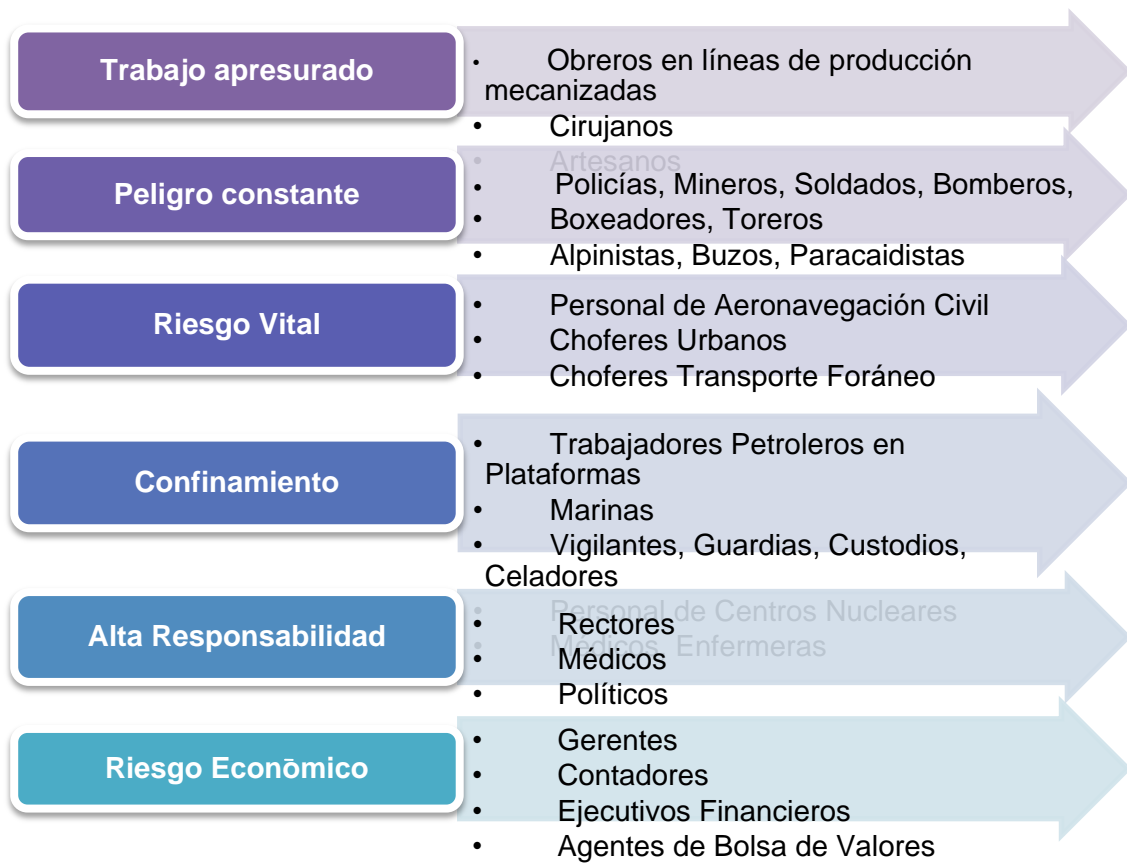 Trabajo apresurado
• Obreros en líneas de producción
mecanizadas
• Cirujanos
• Artesanos
Peligro constante
• Policías, Mineros, Soldados, Bomberos,
• Boxeadores, Toreros
• Alpinistas, Buzos, Paracaidistas
Riesgo Vital
• Personal de Aeronavegación Civil
• Choferes Urbanos
• Choferes Transporte Foráneo
Confinamiento
• Trabajadores Petroleros en
Plataformas
• Marinas
• Vigilantes, Guardias, Custodios,
Celadores
• Personal de Centros Nucleares
• Médicos, Enfermeras
Alta Responsabilidad
• Rectores
• Médicos
• Políticos
Riesgo Econōmico
• Gerentes
• Contadores
• Ejecutivos Financieros
• Agentes de Bolsa de Valores